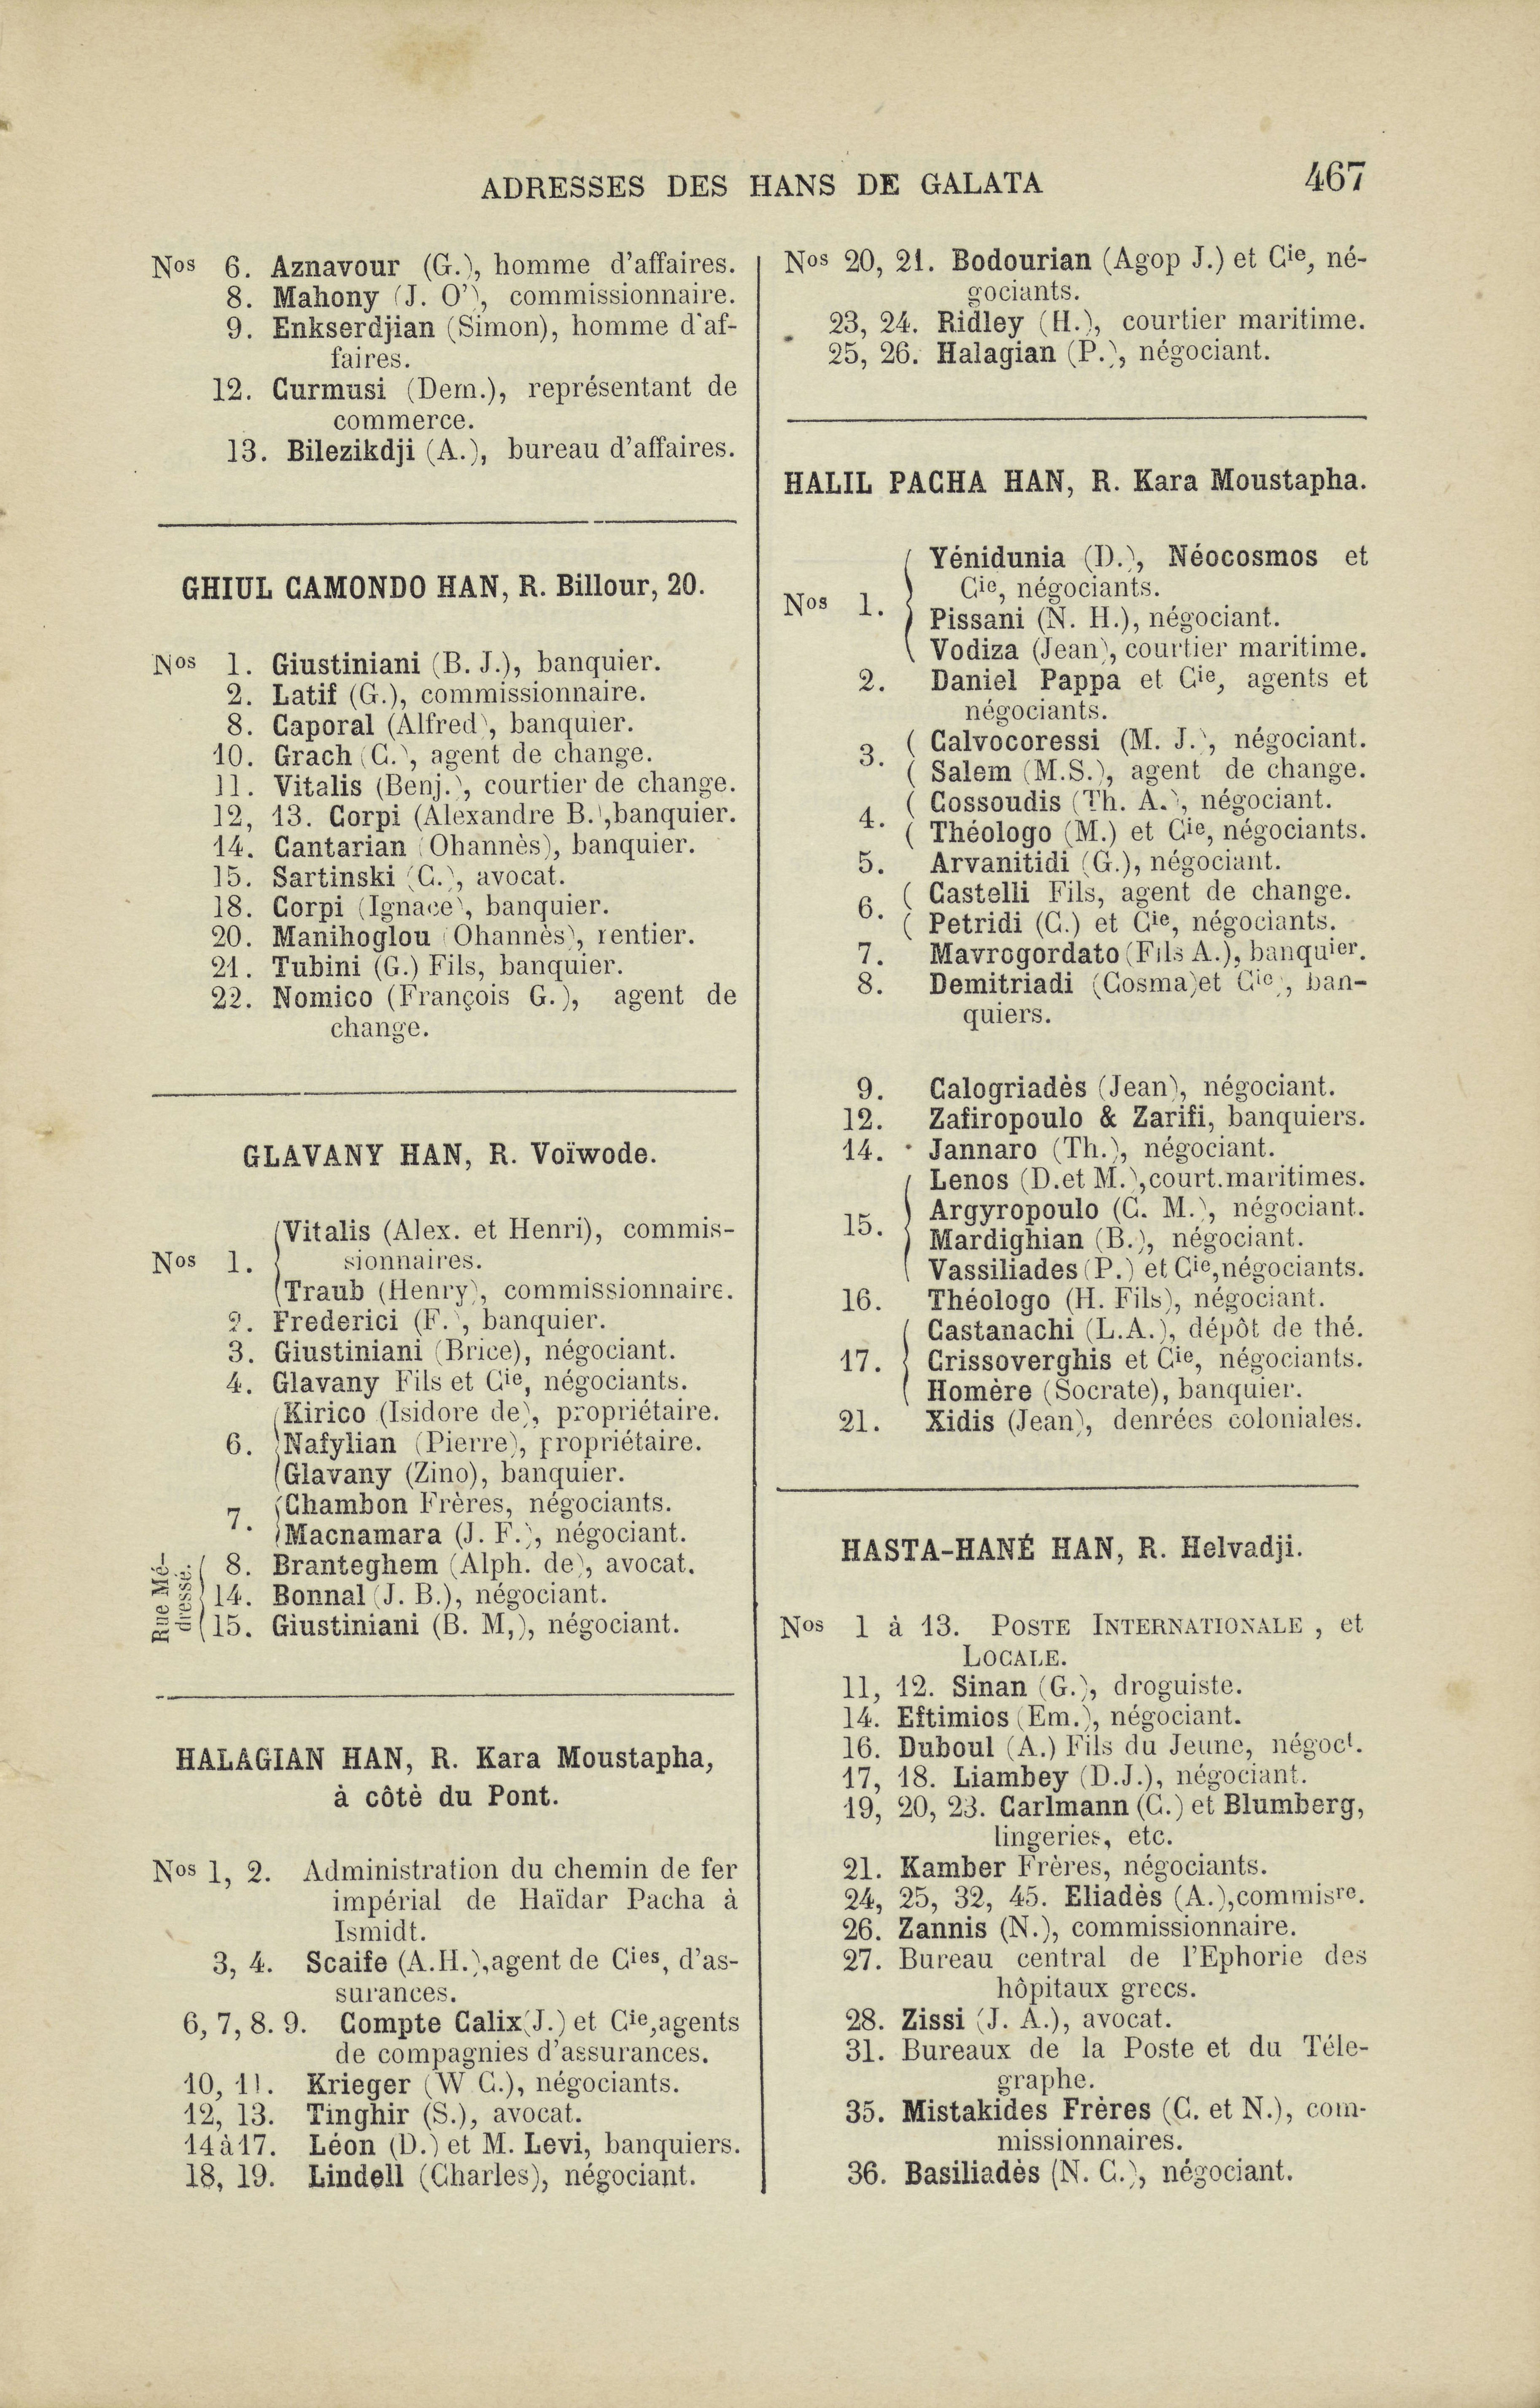 ADRESSES DES HANS DE GALATA
467
Nos 6. Aznavour (G.), homme d'affaires.
8. Mahony (J. O'), commissionnaire.
9. Enkserdjian (Simon), homme d'af-
faires.
12. Curmusi (Dem.), représentant de
commerce.
13. Bilezikdji (A.), bureau d'affaires.
GHIUL CAMONDO HAN, R. Billour, 20.
Nos 1. Giustiniani (B. J.), banquier.
2. Latif (G.), commissionnaire.
8. Caporal (Alfred), banquier.
10. Grach (C.), agent de change.
11. Vitalis (Benj.), courtier de change.
12, 13. Corpi (Alexandre B.), banquier.
14. Cantarian (Ohannès), banquier.
15. Sartinski (C.), avocat.
18. Corpi (Ignace), banquier.
20. Manihoglou (Ohannès), rentier.
21. Tubini (G.) Fils, banquier.
22. Nomico (François G.), agent de
change.
GLAVANY HAN, R. Voïwode.
Vitalis (Alex. et Henri), commis-
Nos 1. sionnaires.
Traub (Henry), commissionnaire.
2. Frederici (F.), banquier.
3. Giustiniani (Brice), négociant.
4. Glavany Fils et Cie, négociants.
Kirico (Isidore de), propriétaire.
6. Nafylian (Pierre), propriétaire.
Glavany (Zino), banquier.
7. Chambon Frères, négociants.
Macnamara (J. F.), négociant.
Rue Mé-
dresse.
8. Branteghem (Alph. de), avocat.
14. Bonnal (J. B.), négociant.
15. Giustiniani (B. M,), négociant.
HALAGIAN HAN, R. Kara Moustapha,
à côtè du Pont.
Nos 1, 2. Administration du chemin de fer
impérial de Haïdar Pacha à
Ismidt.
3, 4. Scaife (A.H.), agent de Cies, d'as-
surances.
6, 7, 8. 9. Compte Calix (J.) et Cie, agents
de compagnies d'assurances.
10, 11. Krieger (W C.), négociants.
12, 13. Tinghir (S.), avocat.
14 à 17. Léon (D.) et M. Levi, banquiers.
18, 19. Lindell (Charles), négociant.
Nos 20, 21. Bodourian (Agop J.) et Cie, né-
gociants.
23, 24. Ridley (H.), courtier maritime.
25, 26. Halagian (P.), négociant.
HALIL PACHA HAN, R. Kara Moustapha.
Yénidunia (D.), Néocosmos et
Cie, négociants.
Nos 1. Pissani (N. H.), négociant.
Vodiza (Jean), courtier maritime.
2. Daniel Pappa et Cie, agents et
négociants.
3. Calvocoressi (M. J.), négociant.
Salem (M.S.), agent de change.
4. Cossoudis (Th. A.), négociant.
Théologo (M.) et Cie, négociants.
5. Arvanitidi (G.), négociant.
6. Castelli Fils, agent de change.
Petridi (C.) et Cie, négociants.
7. Mavrogordato (Fils A.), banquier.
8. Demitriadi (Cosma) et Cie), ban-
quiers.
9. Calogriadès (Jean), négociant.
12. Zafiropoulo & Zarifi, banquiers.
14. Jannaro (Th.), négociant.
Lenos (D. et M.), court. maritimes.
15. Argyropoulo (C. M.), négociant.
Mardighian (B.), négociant.
Vassiliades (P.) et Cie, négociants.
16. Théologo (H. Fils), négociant.
Castanachi (L.A.), dépôt de thé.
17. Crissoverghis et Cie, négociants.
Homère (Socrate), banquier.
21. Xidis (Jean), denrées coloniales.
HASTA-HANÉ HAN, R. Helvadji.
Nos 1 à 13. POSTE INTERNATIONALE, et
LOCALE.
11, 12. Sinan (G.), droguiste.
14. Eftimios (Em.), négociant.
16. Duboul (A.) Fils du Jeune, négoct.
17, 18. Liambey (D.J.), négociant.
19, 20, 23. Carlmann (C.) et Blumberg,
lingeries, etc.
21. Kamber Frères, négociants.
24, 25, 32, 45. Eliadès (A.), commisre.
26. Zannis (N.), commissionnaire.
27. Bureau central de l'Ephorie des
hôpitaux grecs.
28. Zissi (J. A.), avocat.
31. Bureaux de la Poste et du Téle-
graphe.
35. Mistakides Frères (C. et N.), com-
missionnaires.
36. Basiliadès (N. C.), négociant.